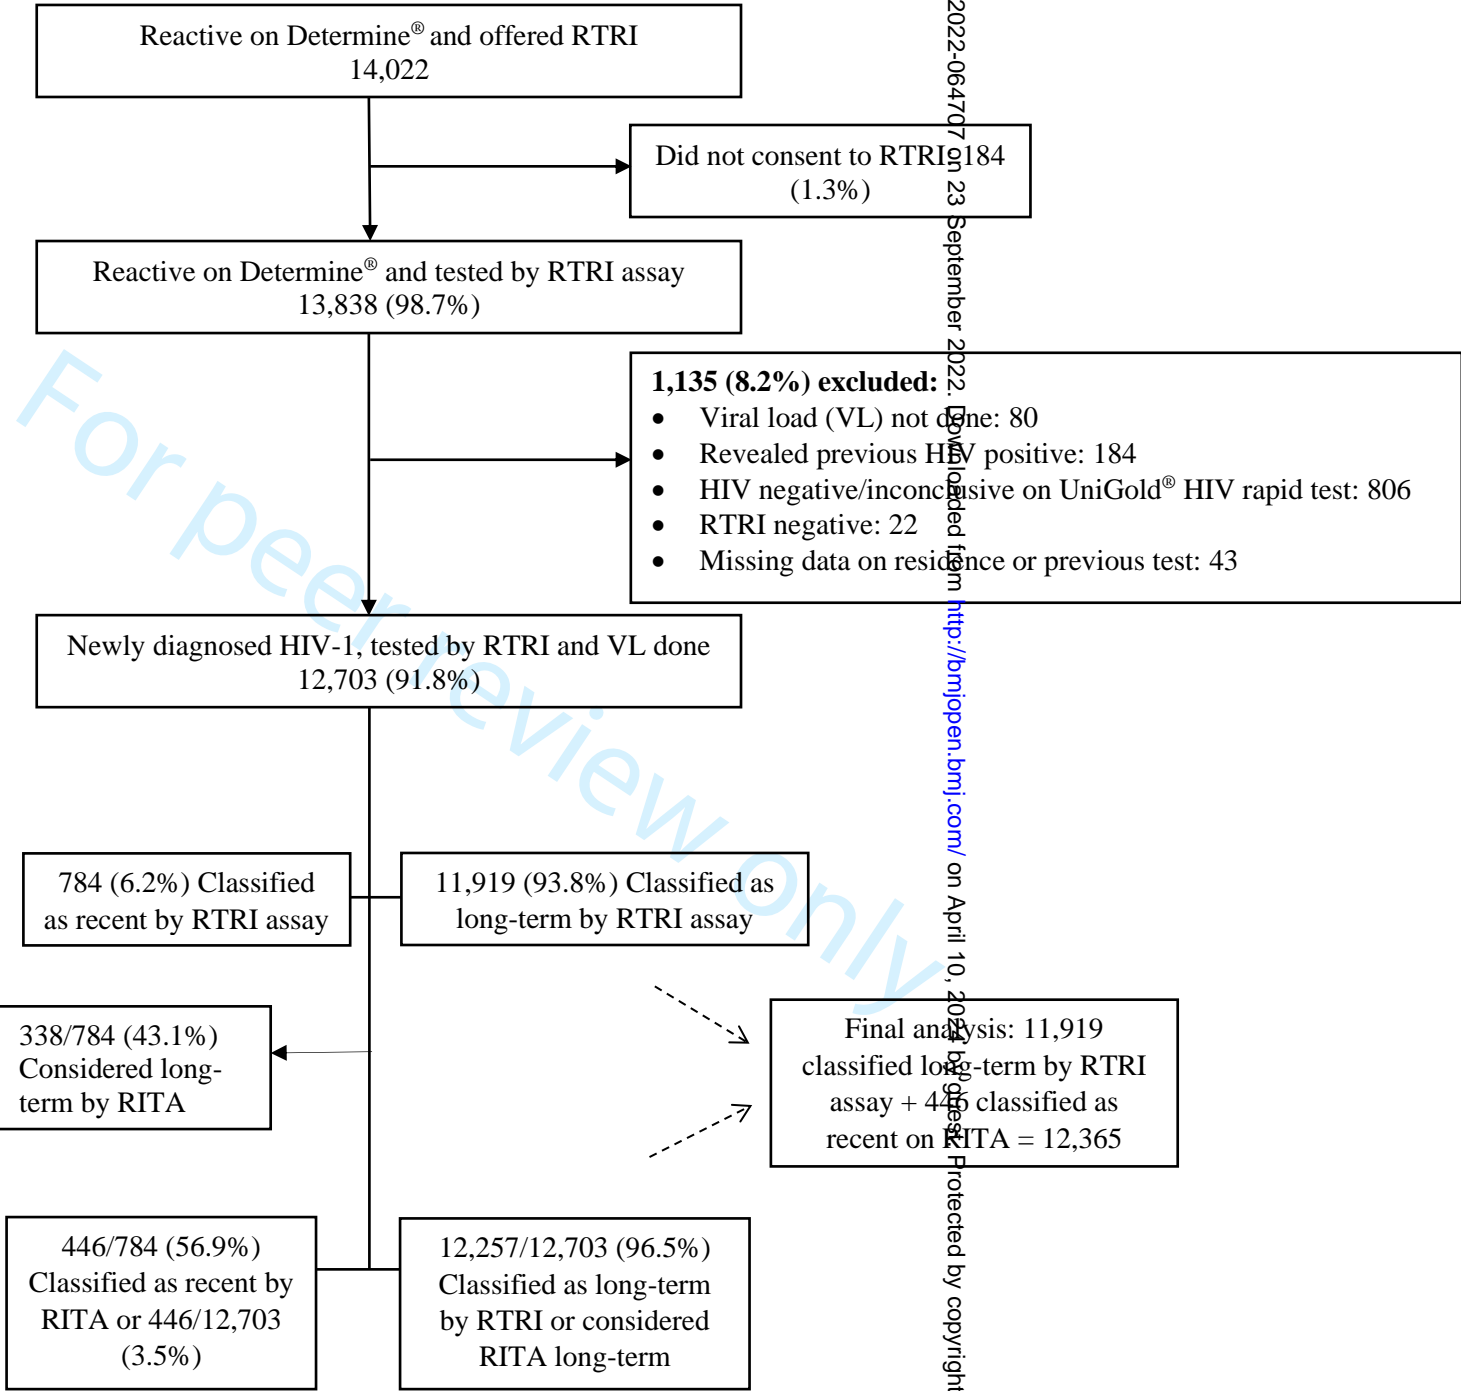 Reactive on Determine® and offered RTRI
14,022
Did not consent to RTRI: 184
(1.3%)
Reactive on Determine® and tested by RTRI assay
13,838 (98.7%)
1,135 (8.2%) excluded:
• Viral load (VL) not done: 80
• Revealed previous HIV positive: 184
• HIV negative/inconclusive on UniGold® HIV rapid test: 806
• RTRI negative: 22
• Missing data on residence or previous test: 43
Newly diagnosed HIV-1, tested by RTRI and VL done
12,703 (91.8%)
784 (6.2%) Classified
as recent by RTRI assay
11,919 (93.8%) Classified as
long-term by RTRI assay
338/784 (43.1%)
Considered long-
term by RITA
Final analysis: 11,919
classified long-term by RTRI
assay + 446 classified as
recent on RITA = 12,365
446/784 (56.9%)
Classified as recent by
RITA or 446/12,703
(3.5%)
12,257/12,703 (96.5%)
Classified as long-term
by RTRI or considered
RITA long-term
For peer review only
2022-064707 on 23 September 2022. Downloaded from http://bmjopen.bmj.com/ on April 10, 2024 by guest. Protected by copyright